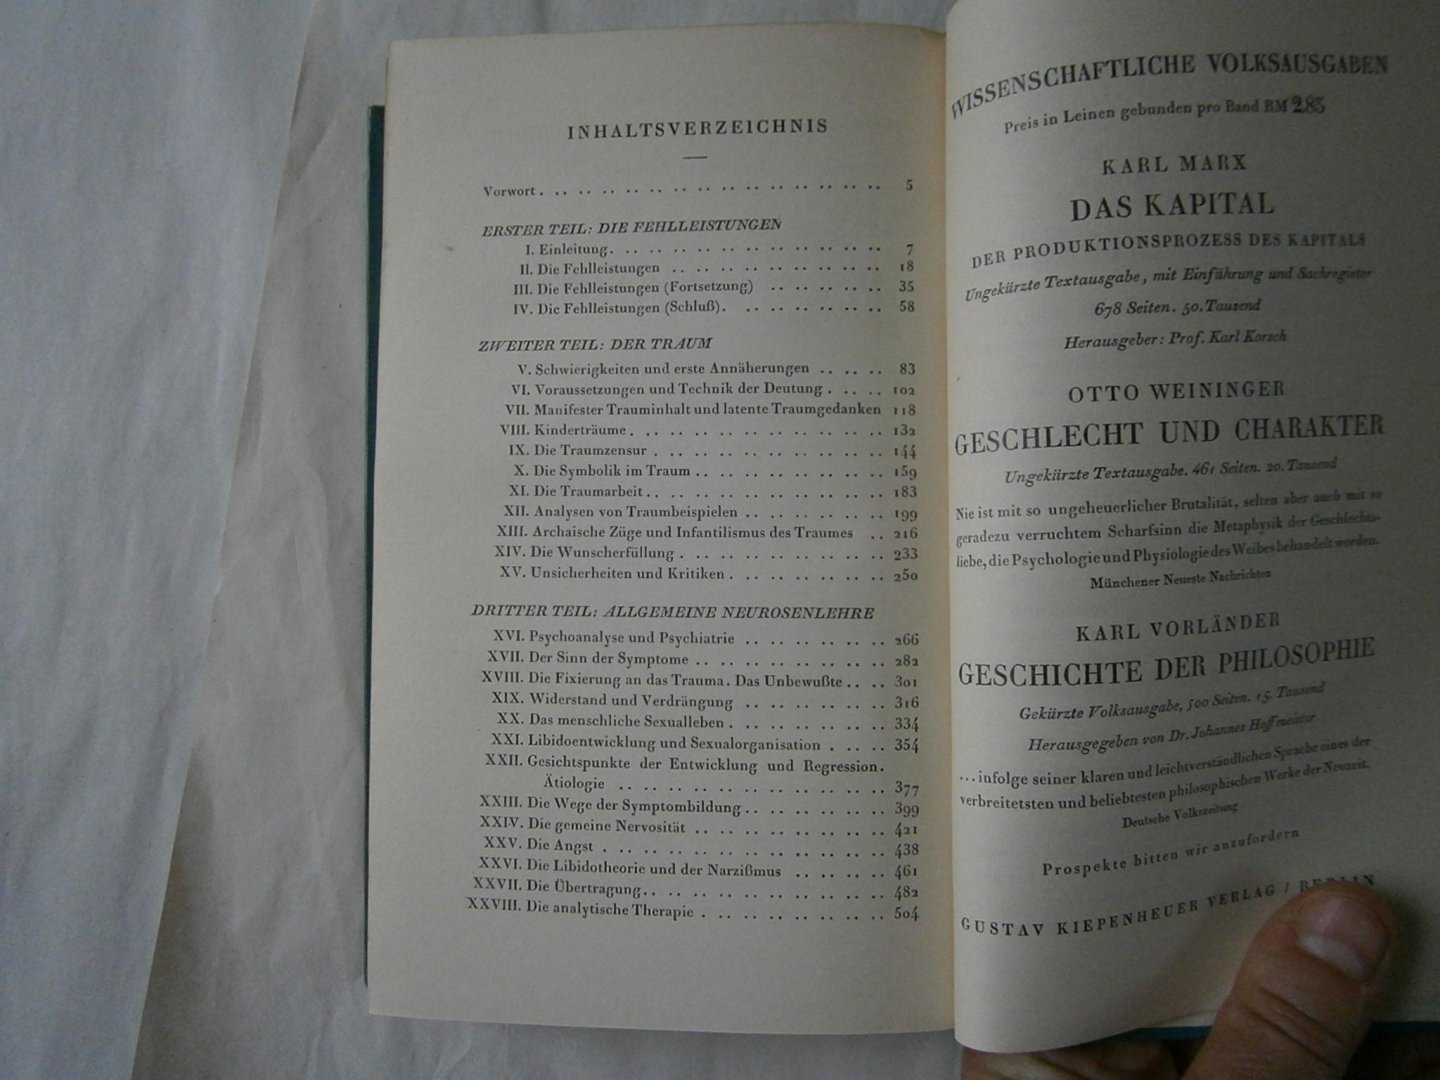 INHALTSVERZEICHNIS
Vorwort. . . . . . . . . . . . . . . . . . 5
ERSTER TEIL: DIE FEHLLEISTUNGEN
I. Einleitung. . . . . . . . . . . . . . . 7
II. Die Fehlleistungen . . . . . . . . . . 18
III. Die Fehlleistungen (Fortsetzung) . . . . . 35
IV. Die Fehlleistungen (Schluß). . . . . . . 58
ZWEITER TEIL: DER TRAUM
V. Schwierigkeiten und erste Annäherungen . . . . . 83
VI. Voraussetzungen und Technik der Deutung . . . . 102
VII. Manifester Trauminhalt und latente Traumgedanken 118
VIII. Kinderträume . . . . . . . . . . . . 132
IX. Die Traumzensur . . . . . . . . . . . 144
X. Die Symbolik im Traum . . . . . . . . . 159
XI. Die Traumarbeit . . . . . . . . . . . 183
XII. Analysen von Traumbeispielen . . . . . . . 199
XIII. Archaische Züge und Infantilismus des Traumes . . 216
XIV. Die Wunscherfüllung . . . . . . . . . . 233
XV. Unsicherheiten und Kritiken . . . . . . . . 250
DRITTER TEIL: ALLGEMEINE NEUROSENLEHRE
XVI. Psychoanalyse und Psychiatrie . . . . . . . 266
XVII. Der Sinn der Symptome . . . . . . . . . 282
XVIII. Die Fixierung an das Trauma. Das Unbewußte . . . . 301
XIX. Widerstand und Verdrängung . . . . . . . 316
XX. Das menschliche Sexualleben . . . . . . . . 334
XXI. Libidoentwicklung und Sexualorganisation . . . . 354
XXII. Gesichtspunkte der Entwicklung und Regression.
Ätiologie . . . . . . . . . . . . 377
XXIII. Die Wege der Symptombildung . . . . . . . 399
XXIV. Die gemeine Nervosität . . . . . . . . . 421
XXV. Die Angst . . . . . . . . . . . . . 438
XXVI. Die Libidotheorie und der Narzißmus . . . . . 461
XXVII. Die Übertragung . . . . . . . . . . . 482
XXVIII. Die analytische Therapie . . . . . . . . . 504
WISSENSCHAFTLICHE VOLKSAUSGABEN
Preis in Leinen gebunden pro Band RM 2.85
KARL MARX
DAS KAPITAL
DER PRODUKTIONSPROZESS DES KAPITALS
Ungekürzte Textausgabe, mit Einführung und Sachregister
678 Seiten. 50. Tausend
Herausgeber: Prof. Karl Korsch
OTTO WEININGER
GESCHLECHT UND CHARAKTER
Ungekürzte Textausgabe. 461 Seiten. 20. Tausend
Nie ist mit so ungeheuerlicher Brutalität, selten aber auch mit so
geradezu verruchtem Scharfsinn die Metaphysik der Geschlechts-
liebe, die Psychologie und Physiologie des Weibes behandelt worden.
Münchener Neueste Nachrichten
KARL VORLÄNDER
GESCHICHTE DER PHILOSOPHIE
Gekürzte Volksausgabe, 500 Seiten. 15. Tausend
Herausgegeben von Dr. Johannes Hoffmeister
...infolge seiner klaren und leichtverständlichen Sprache eines der
verbreitetsten und beliebtesten philosophischen Werke der Neuzeit.
Deutsche Volkszeitung
Prospekte bitten wir anzufordern
GUSTAV KIEPENHEUER VERLAG / BERLIN